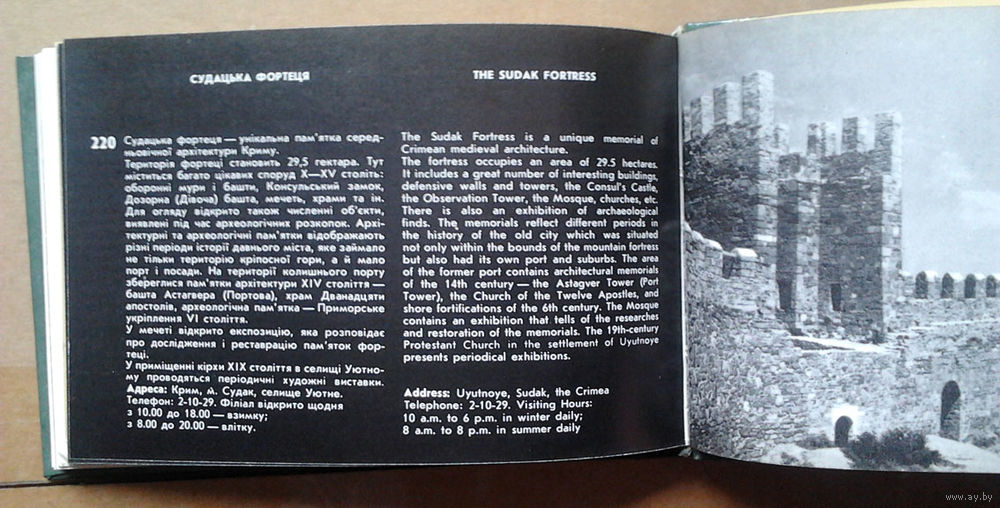 СУДАЦЬКА ФОРТЕЦЯ
220
Судацька фортеця — унікальна пам'ятка серед-
ньовічної архітектури Криму.
Територія фортеці становить 29,5 гектара. Тут
міститься багато цікавих споруд X—XV століть:
оборонні мури і башти, Консульський замок,
Дозорна (Дівоча) башта, мечеть, храми та ін.
Для огляду відкрито також численні об'єкти,
виявлені під час археологічних розкопок. Архі-
тектурні та археологічні пам'ятки відображають
різні періоди історії давнього міста, яке займало
не тільки територію кріпосної гори, а й мало
порт і посади. На території колишнього порту
збереглися пам'ятки архітектури XIV століття —
башта Астагвера (Портова), храм Дванадцяти
апостолів, археологічна пам'ятка — Приморське
укріплення VI століття.
У мечеті відкрито експозицію, яка розповідає
про дослідження і реставрацію пам'яток фор-
теці.
У приміщенні кірхи XIX століття в селищі Уютно-
му проводяться періодичні художні виставки.
Адреса: Крим, м. Судак, селище Уютне.
Телефон: 2-10-29. Філіал відкрито щодня
з 10.00 до 18.00 — взимку;
з 8.00 до 20.00 — влітку.
THE SUDAK FORTRESS
The Sudak Fortress is a unique memorial of
Crimean medieval architecture.
The fortress occupies an area of 29.5 hectares.
It includes a great number of interesting buildings,
defensive walls and towers, the Consul's Castle,
the Observation Tower, the Mosque, churches, etc.
There is also an exhibition of archaeological
finds. The memorials reflect different periods in
the history of the old city which was situated
not only within the bounds of the mountain fortress
but also had its own port and suburbs. The area
of the former port contains architectural memorials
of the 14th century — the Astagver Tower (Port
Tower), the Church of the Twelve Apostles, and
shore fortifications of the 6th century. The Mosque
contains an exhibition that tells of the researches
and restoration of the memorials. The 19th-century
Protestant Church in the settlement of Uyutnoye
presents periodical exhibitions.
Address: Uyutnoye, Sudak, the Crimea
Telephone: 2-10-29. Visiting Hours:
10 a.m. to 6 p.m. in winter daily;
8 a.m. to 8 p.m. in summer daily
www.ay.by